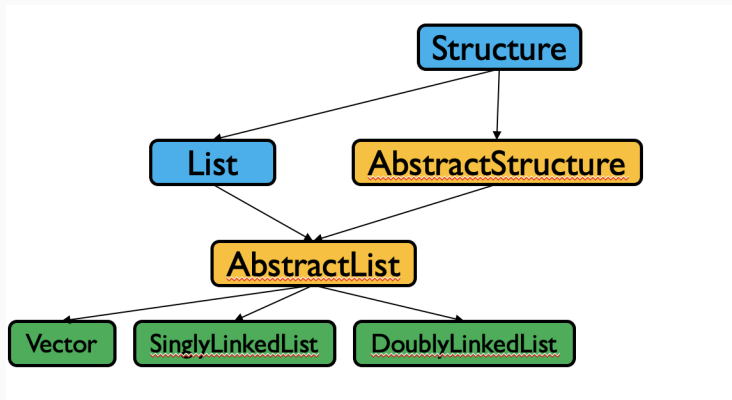 Structure
List
AbstractStructure
AbstractList
Vector
SinglyLinkedList
DoublyLinkedList